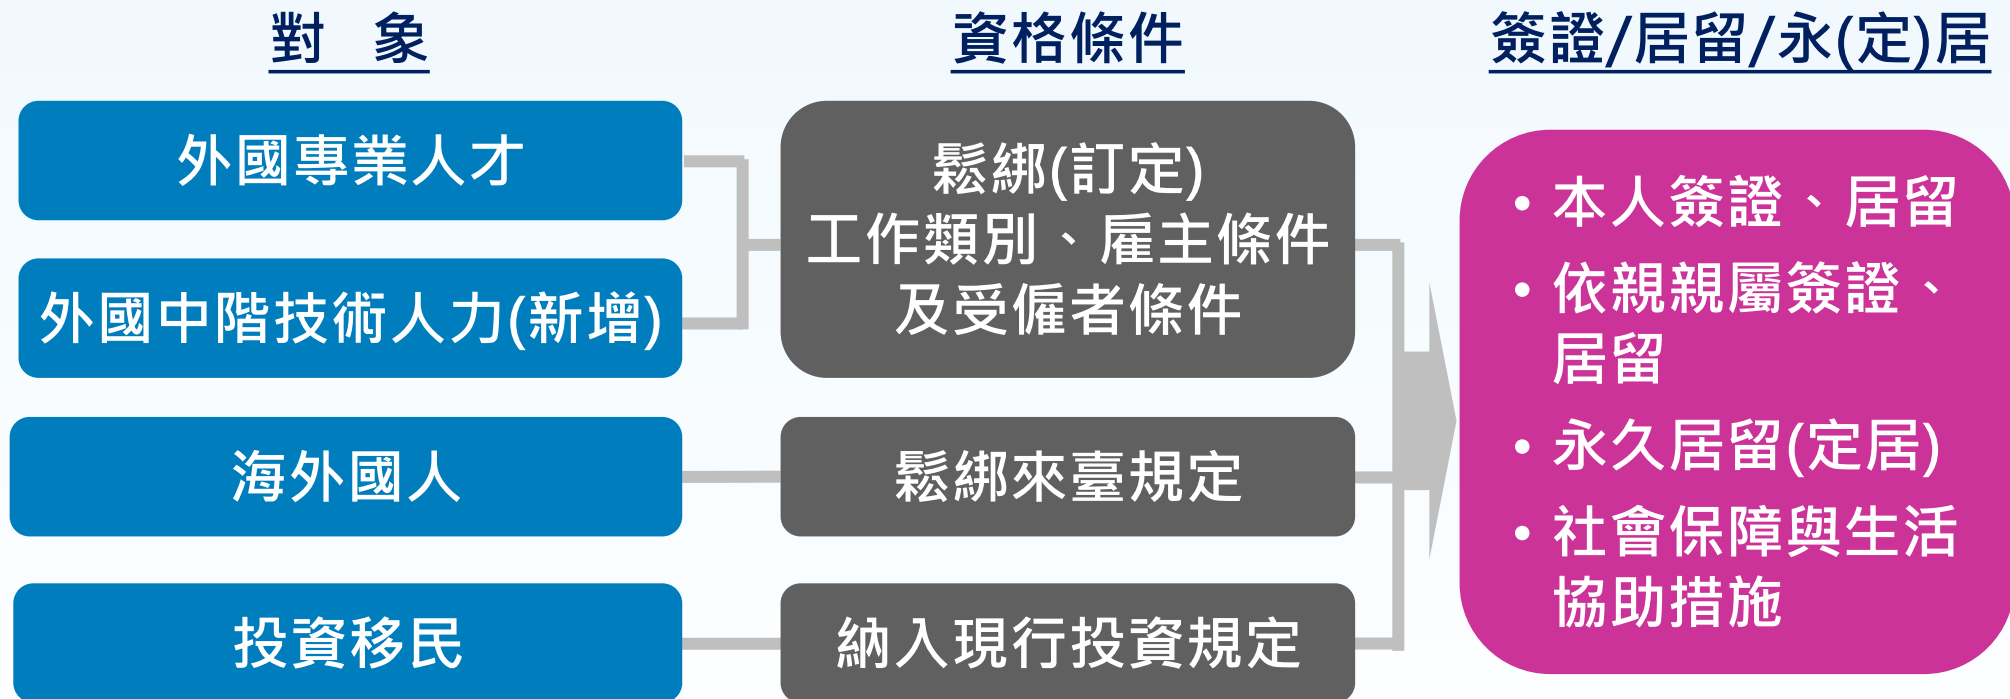 對 象
資格條件
簽證/居留/永(定)居
外國專業人才
外國中階技術人力(新增)
海外國人
投資移民
鬆綁(訂定)
工作類別、雇主條件
及受僱者條件
鬆綁來臺規定
納入現行投資規定
• 本人簽證、居留
• 依親親屬簽證、
居留
• 永久居留(定居)
• 社會保障與生活
協助措施